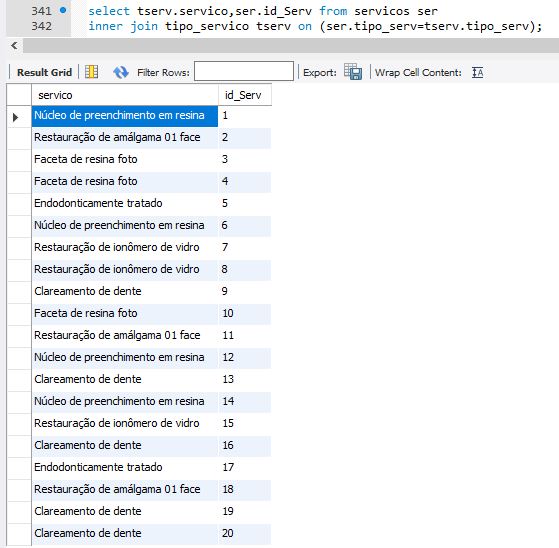 341 select tserv.servico,ser.id_Serv from servicos ser
342 inner join tipo_servico tserv on (ser.tipo_serv=tserv.tipo_serv);
Result Grid Filter Rows: Export: Wrap Cell Content: IA
servico id_Serv
Núcleo de preenchimento em resina 1
Restauração de amálgama 01 face 2
Faceta de resina foto 3
Faceta de resina foto 4
Endodonticamente tratado 5
Núcleo de preenchimento em resina 6
Restauração de ionômero de vidro 7
Restauração de ionômero de vidro 8
Clareamento de dente 9
Faceta de resina foto 10
Restauração de amálgama 01 face 11
Núcleo de preenchimento em resina 12
Clareamento de dente 13
Núcleo de preenchimento em resina 14
Restauração de ionômero de vidro 15
Clareamento de dente 16
Endodonticamente tratado 17
Restauração de amálgama 01 face 18
Clareamento de dente 19
Clareamento de dente 20